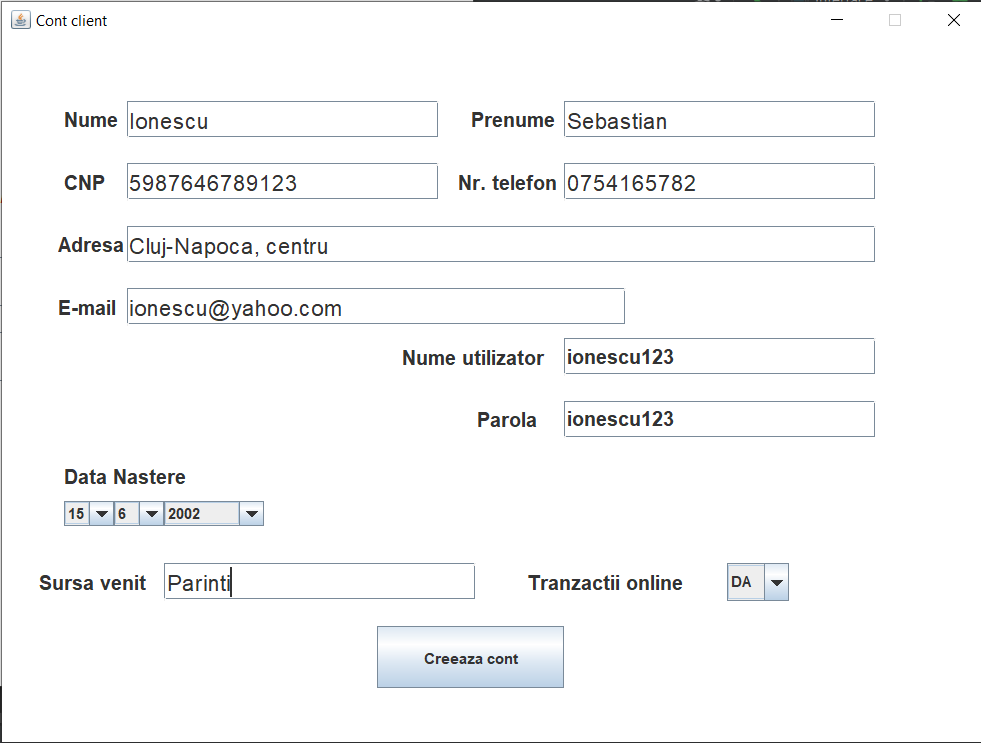 Cont client
Nume Ionescu Prenume Sebastian
CNP 5987646789123 Nr. telefon 0754165782
Adresa Cluj-Napoca, centru
E-mail ionescu@yahoo.com
Nume utilizator ionescu123
Parola ionescu123
Data Nastere
15 6 2002
Sursa venit Parinti Tranzactii online DA
Creeaza cont